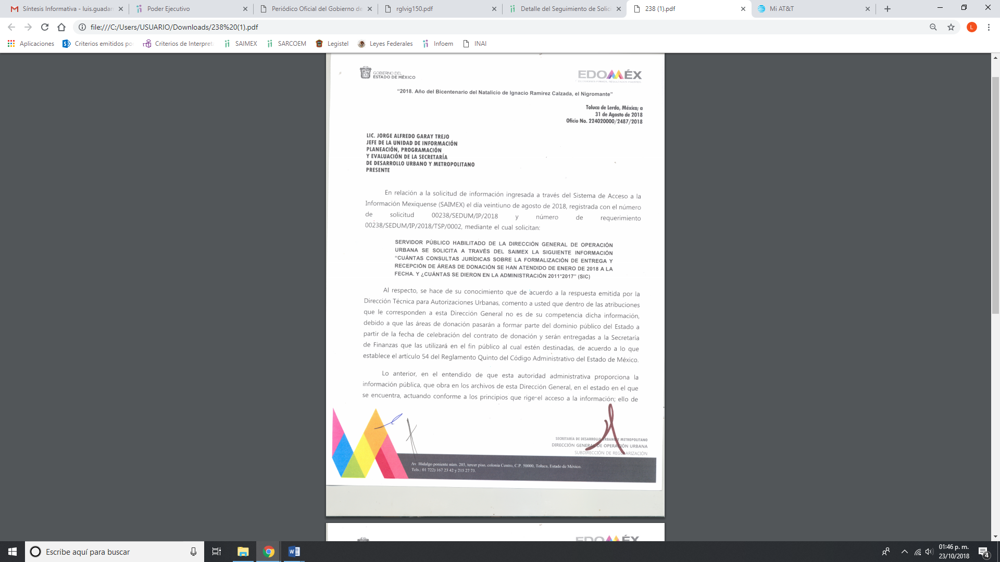 Síntesis Informativa - luis.guadar
Poder Ejecutivo
Periódico Oficial del Gobierno de
rglvig150.pdf
Detalle del Seguimiento de Solici
238 (1).pdf
Mi AT&T
file:///C:/Users/USUARIO/Downloads/238%20(1).pdf
L
Aplicaciones
Criterios emitidos po
Criterios de Interpreta
SAIMEX
SARCOEM
Legistel
Leyes Federales
Infoem
INAI
GOBIERNO DEL
ESTADO DE MÉXICO
EDOMÉX
DECISIONES FIRMES, RESULTADOS FUERTES
"2018. Año del Bicentenario del Natalicio de Ignacio Ramírez Calzada, el Nigromante"
Toluca de Lerdo, México; a
31 de Agosto de 2018
Oficio No. 224020000/2487/2018
LIC. JORGE ALFREDO GARAY TREJO
JEFE DE LA UNIDAD DE INFORMACIÓN
PLANEACIÓN, PROGRAMACIÓN
Y EVALUACIÓN DE LA SECRETARÍA
DE DESARROLLO URBANO Y METROPOLITANO
PRESENTE
En relación a la solicitud de información ingresada a través del Sistema de Acceso a la
Información Mexiquense (SAIMEX) el día veintiuno de agosto de 2018, registrada con el número
de solicitud 00238/SEDUM/IP/2018 y número de requerimiento
00238/SEDUM/IP/2018/TSP/0002, mediante el cual solicitan:
SERVIDOR PÚBLICO HABILITADO DE LA DIRECCIÓN GENERAL DE OPERACIÓN
URBANA SE SOLICITA A TRAVÉS DEL SAIMEX LA SIGUIENTE INFORMACIÓN
"CUÁNTAS CONSULTAS JURÍDICAS SOBRE LA FORMALIZACIÓN DE ENTREGA Y
RECEPCIÓN DE ÁREAS DE DONACIÓN SE HAN ATENDIDO DE ENERO DE 2018 A LA
FECHA. Y ¿CUÁNTAS SE DIERON EN LA ADMINISTRACIÓN 2011*2017" (SIC)
Al respecto, se hace de su conocimiento que de acuerdo a la respuesta emitida por la
Dirección Técnica para Autorizaciones Urbanas, comento a usted que dentro de las atribuciones
que le corresponden a esta Dirección General no es de su competencia dicha información,
debido a que las áreas de donación pasarán a formar parte del dominio público del Estado a
partir de la fecha de celebración del contrato de donación y serán entregadas a la Secretaría
de Finanzas que las utilizará en el fin público al cual estén destinadas, de acuerdo a lo que
establece el artículo 54 del Reglamento Quinto del Código Administrativo del Estado de México.
Lo anterior, en el entendido de que esta autoridad administrativa proporciona la
información pública, que obra en los archivos de esta Dirección General, en el estado en el que
se encuentra, actuando conforme a los principios que rige el acceso a la información; ello de
SECRETARÍA DE DESARROLLO URBANO Y METROPOLITANO
DIRECCIÓN GENERAL DE OPERACIÓN URBANA
SUBDIRECCIÓN DE REGULARIZACIÓN
Av. Hidalgo poniente núm. 203, tercer piso, colonia Centro, C.P. 50000, Toluca, Estado de México.
Tels.: 01 722) 167 23 42 y 215 27 73.
EDOMÉX
Escribe aquí para buscar
01:46 p. m.
23/10/2018
4